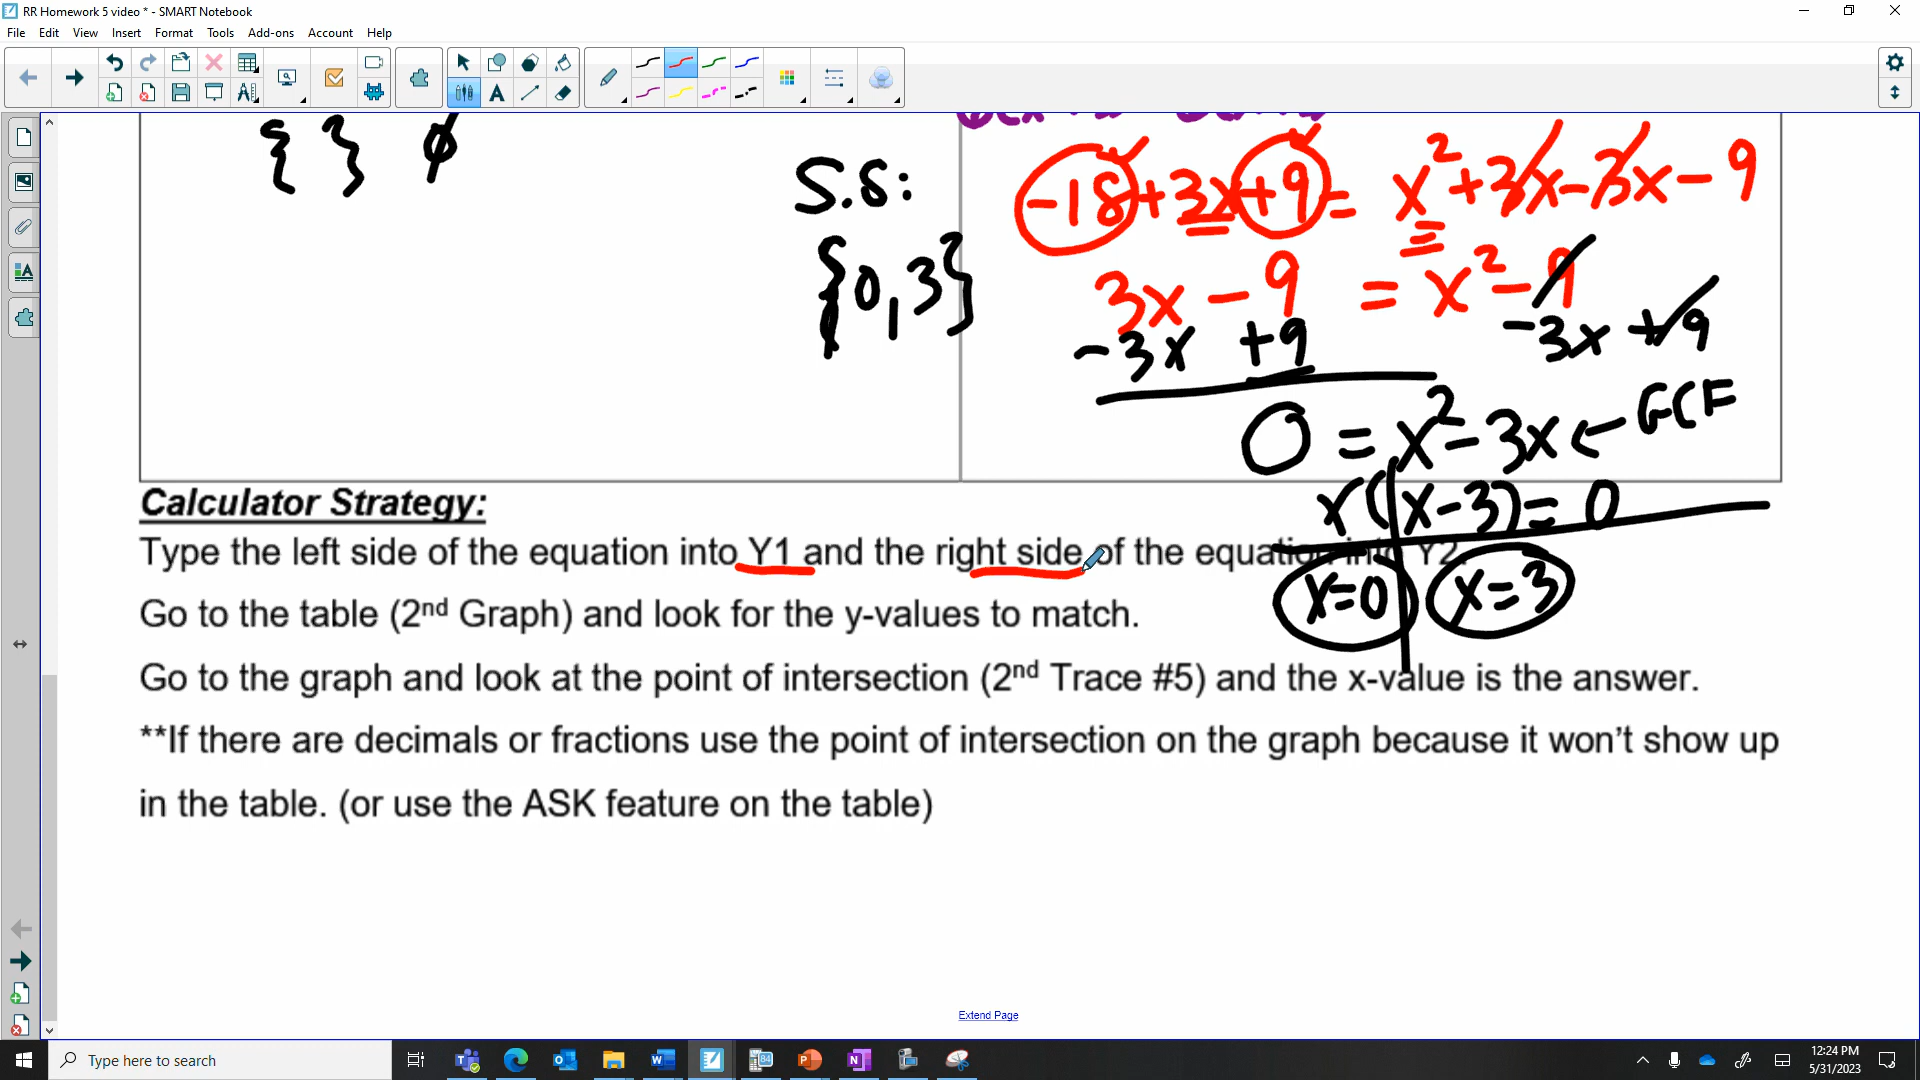 RR Homework 5 video * - SMART Notebook
File Edit View Insert Format Tools Add-ons Account Help
{ } ∅
S.S:
{0,3}
-18+3x+9= x²+3x-3x-9
3x-9 = x²-9
-3x +9 -3x +9
0 = x²-3x ← GCF
x(x-3)=0
x=0 x=3
Calculator Strategy:
Type the left side of the equation into Y1 and the right side of the equation into Y2.
Go to the table (2nd Graph) and look for the y-values to match.
Go to the graph and look at the point of intersection (2nd Trace #5) and the x-value is the answer.
**If there are decimals or fractions use the point of intersection on the graph because it won't show up
in the table. (or use the ASK feature on the table)
Extend Page
Type here to search
12:24 PM
5/31/2023